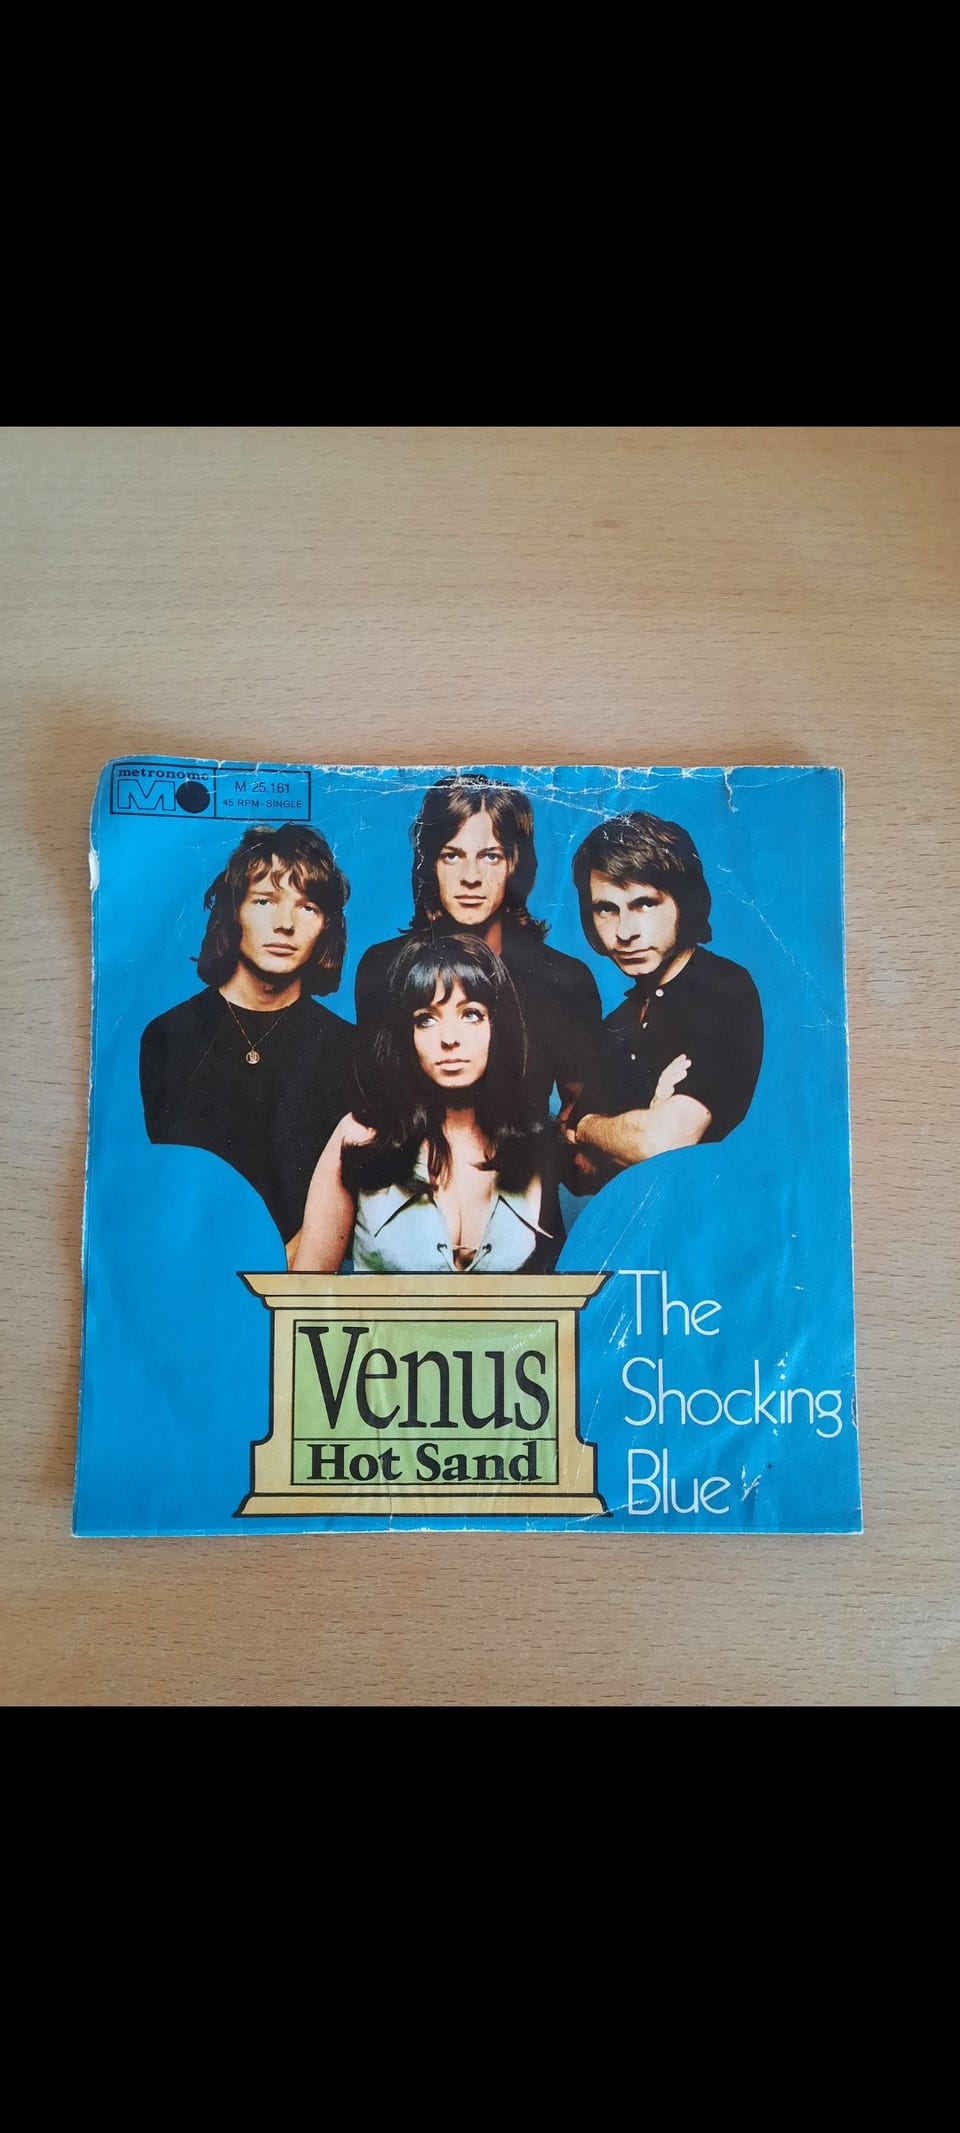 metronome
M 25.161
45 RPM-SINGLE
Venus
Hot Sand
The
Shocking
Blue